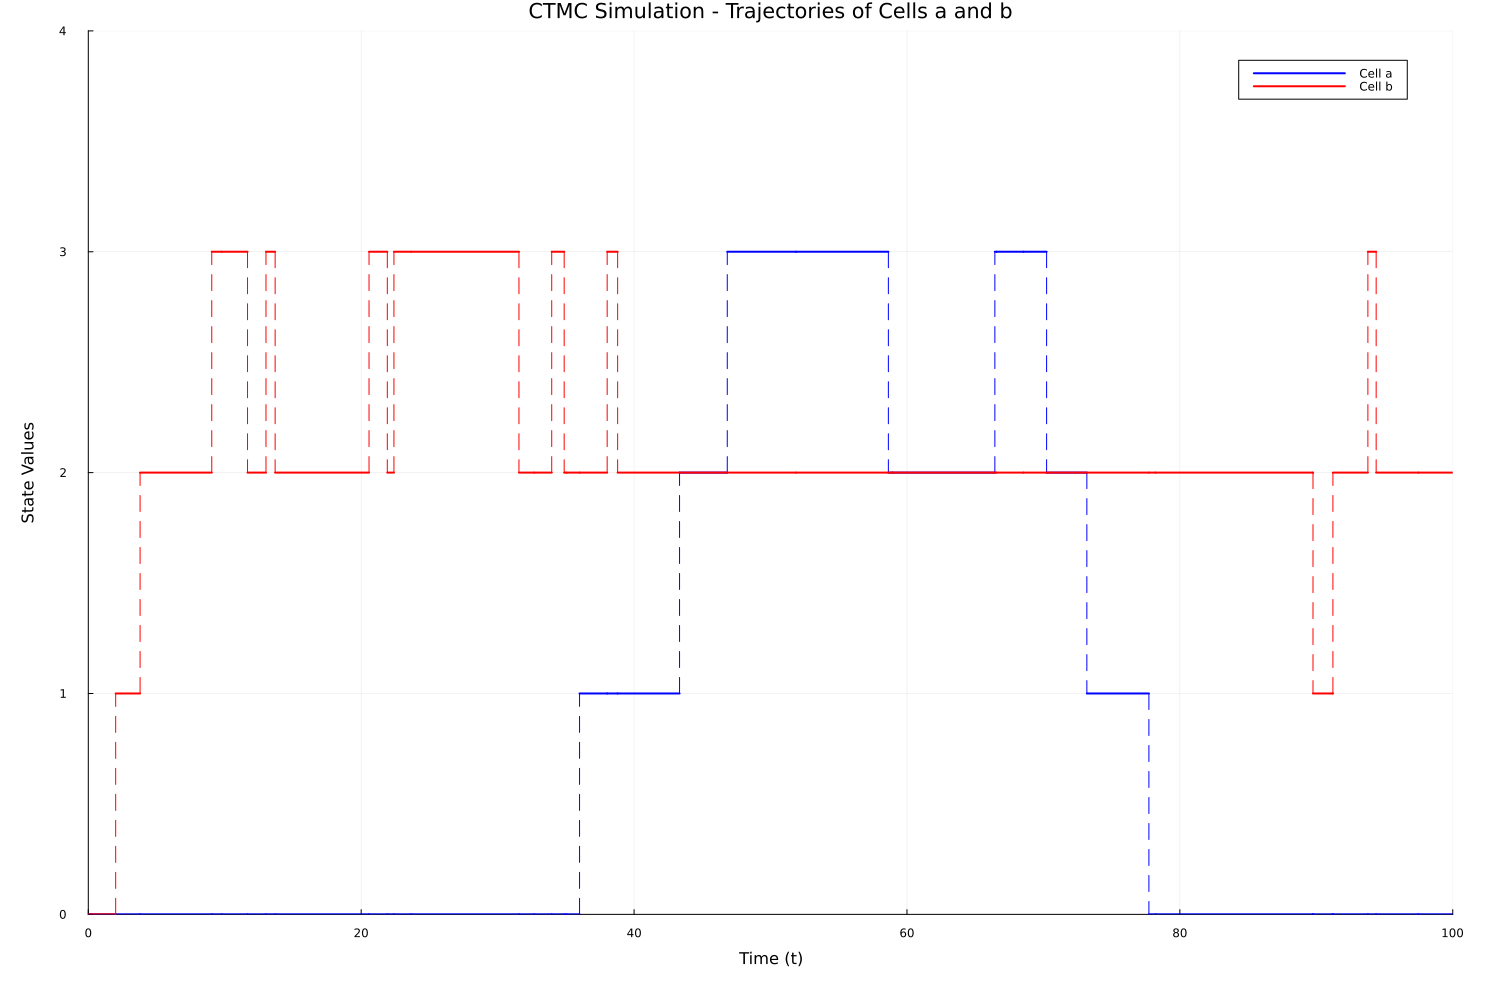 CTMC Simulation - Trajectories of Cells a and b
4
Cell a
Cell b
3
State Values
2
1
0
0 20 40 60 80 100
Time (t)